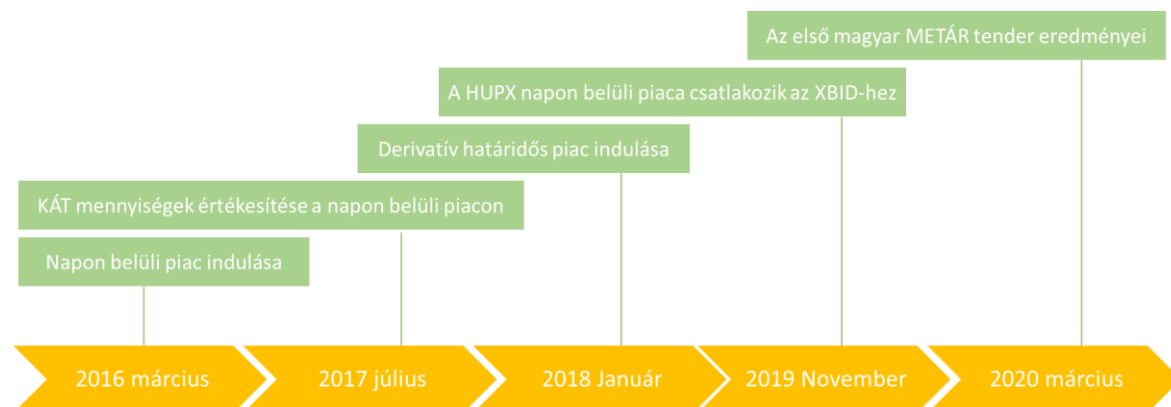 Az első magyar METÁR tender eredményei
A HUPX napon belüli piaca csatlakozik az XBID-hez
Derivatív határidős piac indulása
KÁT mennyiségek értékesítése a napon belüli piacon
Napon belüli piac indulása
2016 március
2017 július
2018 Január
2019 November
2020 március